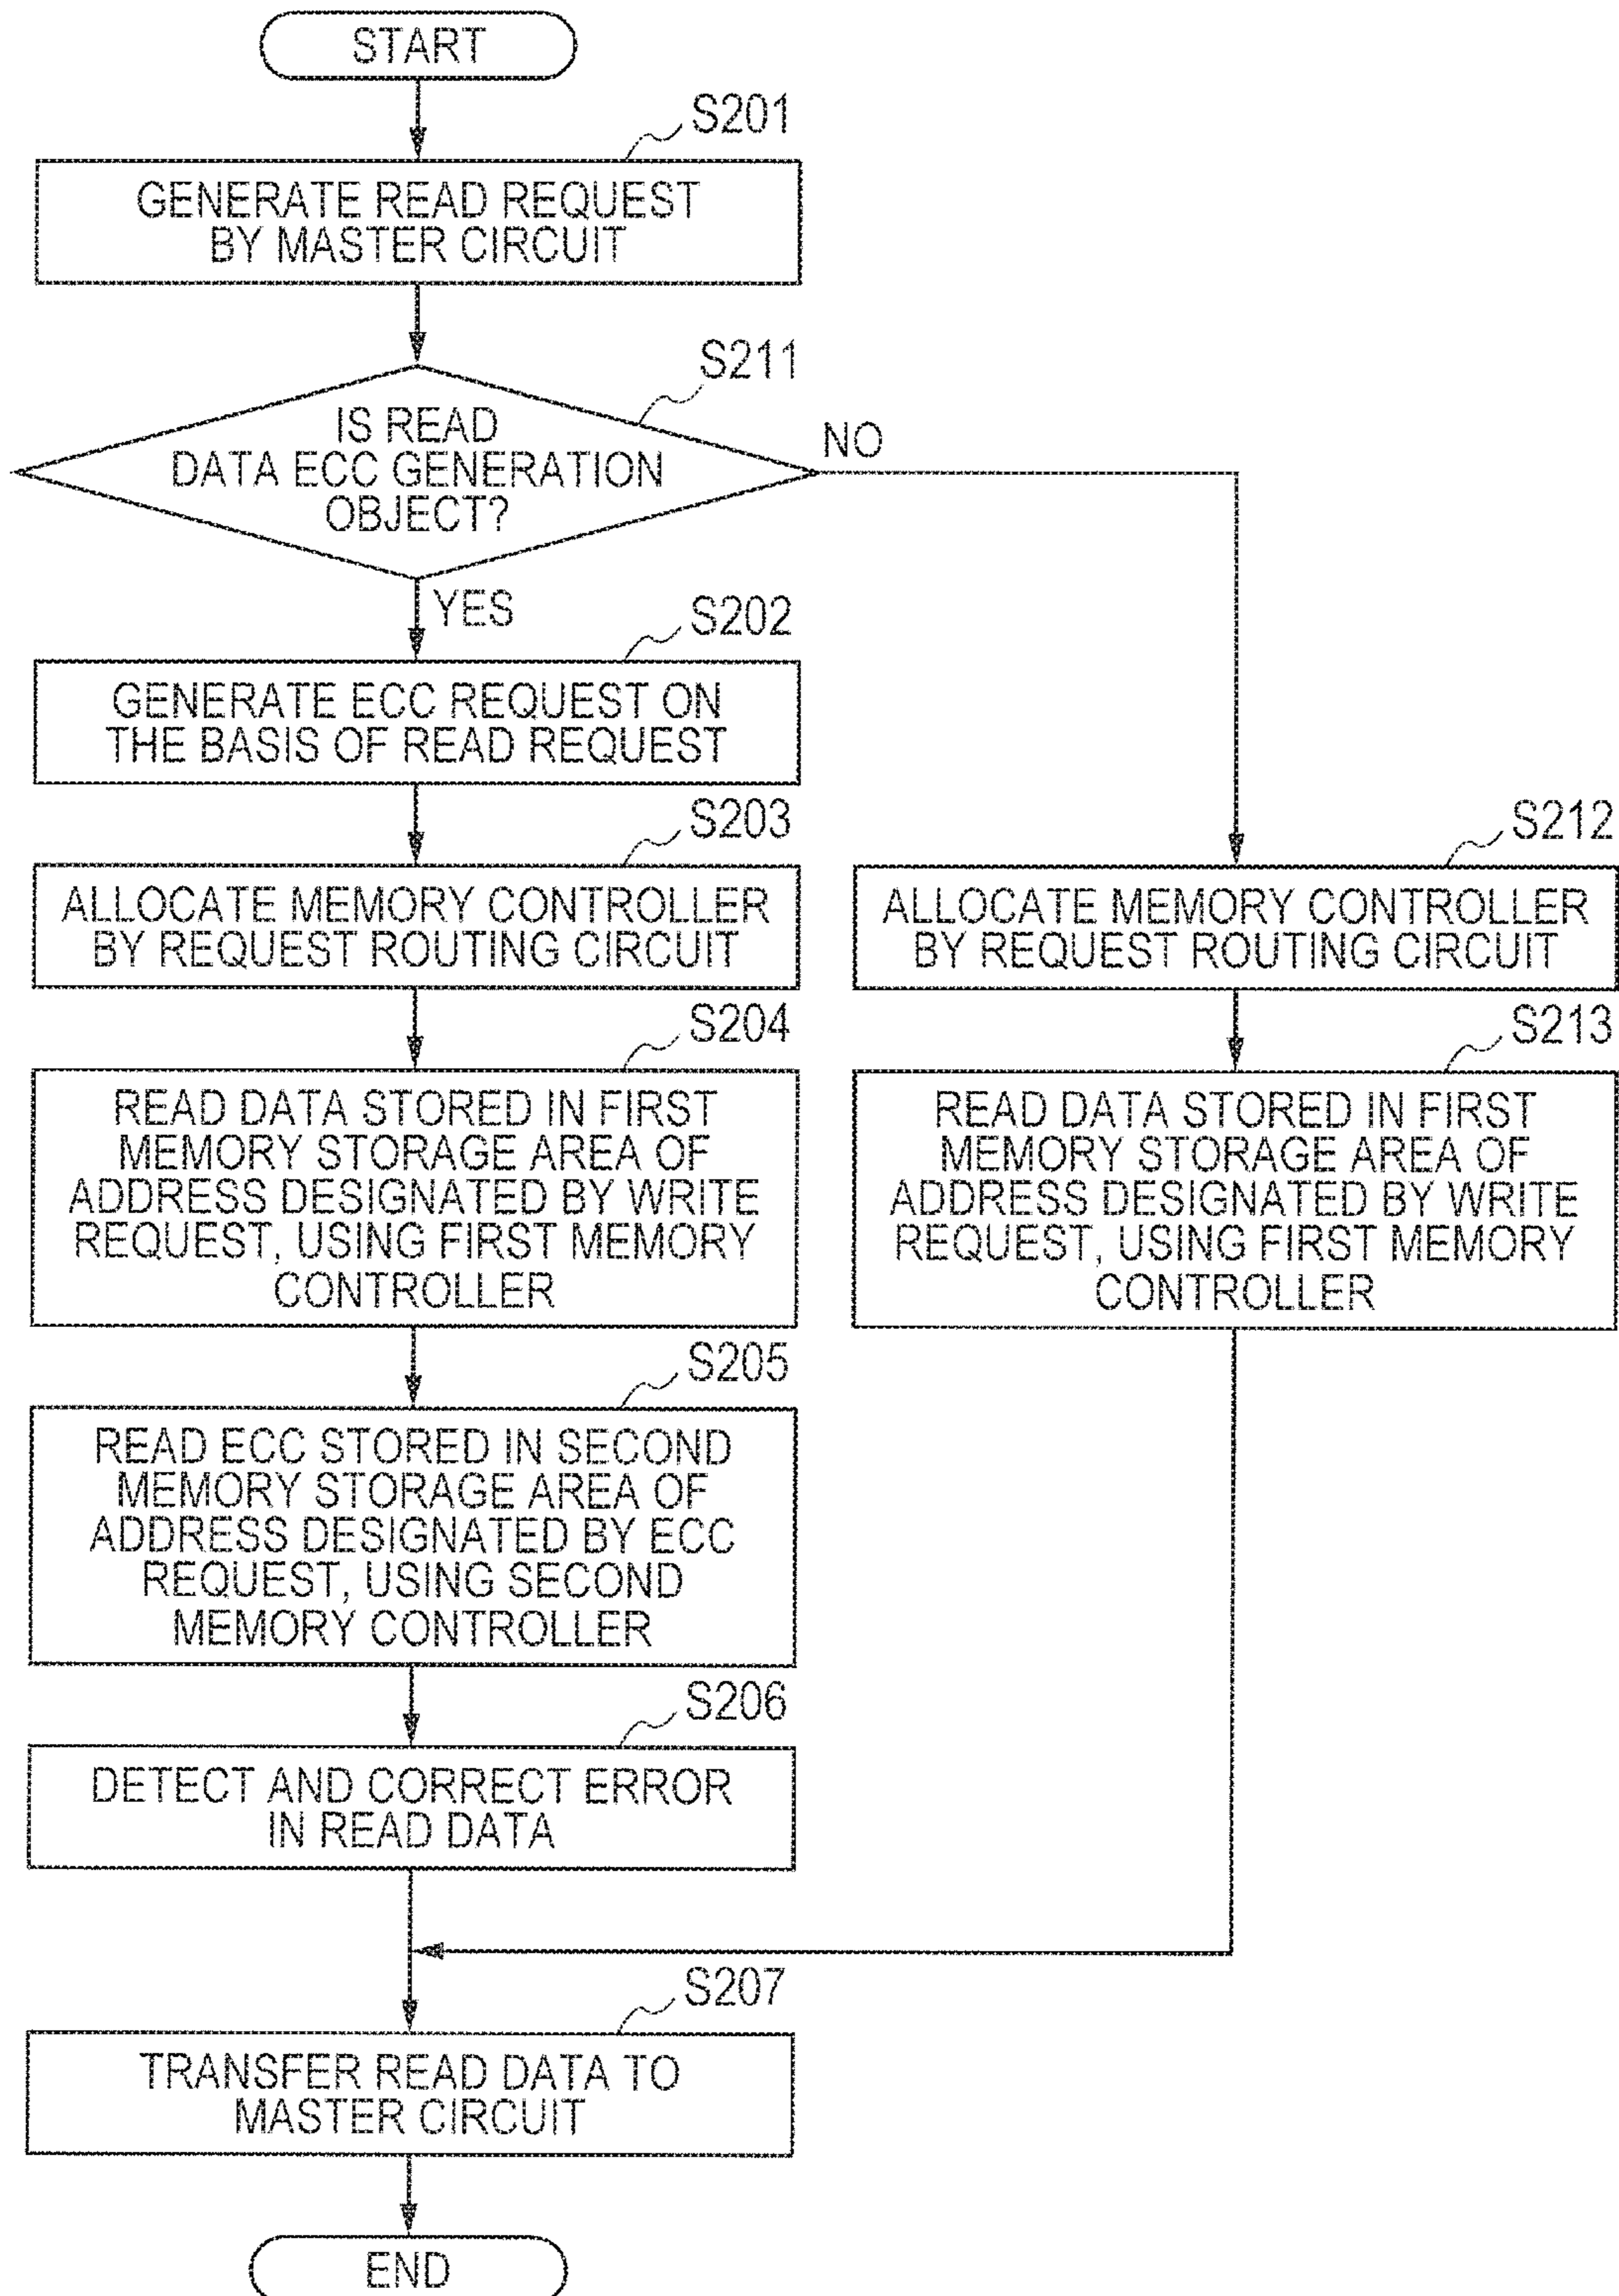 START
S201
GENERATE READ REQUEST
BY MASTER CIRCUIT
S211
IS READ
DATA ECC GENERATION
OBJECT?
NO
YES
S202
GENERATE ECC REQUEST ON
THE BASIS OF READ REQUEST
S203
ALLOCATE MEMORY CONTROLLER
BY REQUEST ROUTING CIRCUIT
S212
ALLOCATE MEMORY CONTROLLER
BY REQUEST ROUTING CIRCUIT
S204
READ DATA STORED IN FIRST
MEMORY STORAGE AREA OF
ADDRESS DESIGNATED BY WRITE
REQUEST, USING FIRST MEMORY
CONTROLLER
S213
READ DATA STORED IN FIRST
MEMORY STORAGE AREA OF
ADDRESS DESIGNATED BY WRITE
REQUEST, USING FIRST MEMORY
CONTROLLER
S205
READ ECC STORED IN SECOND
MEMORY STORAGE AREA OF
ADDRESS DESIGNATED BY ECC
REQUEST, USING SECOND
MEMORY CONTROLLER
S206
DETECT AND CORRECT ERROR
IN READ DATA
S207
TRANSFER READ DATA TO
MASTER CIRCUIT
END